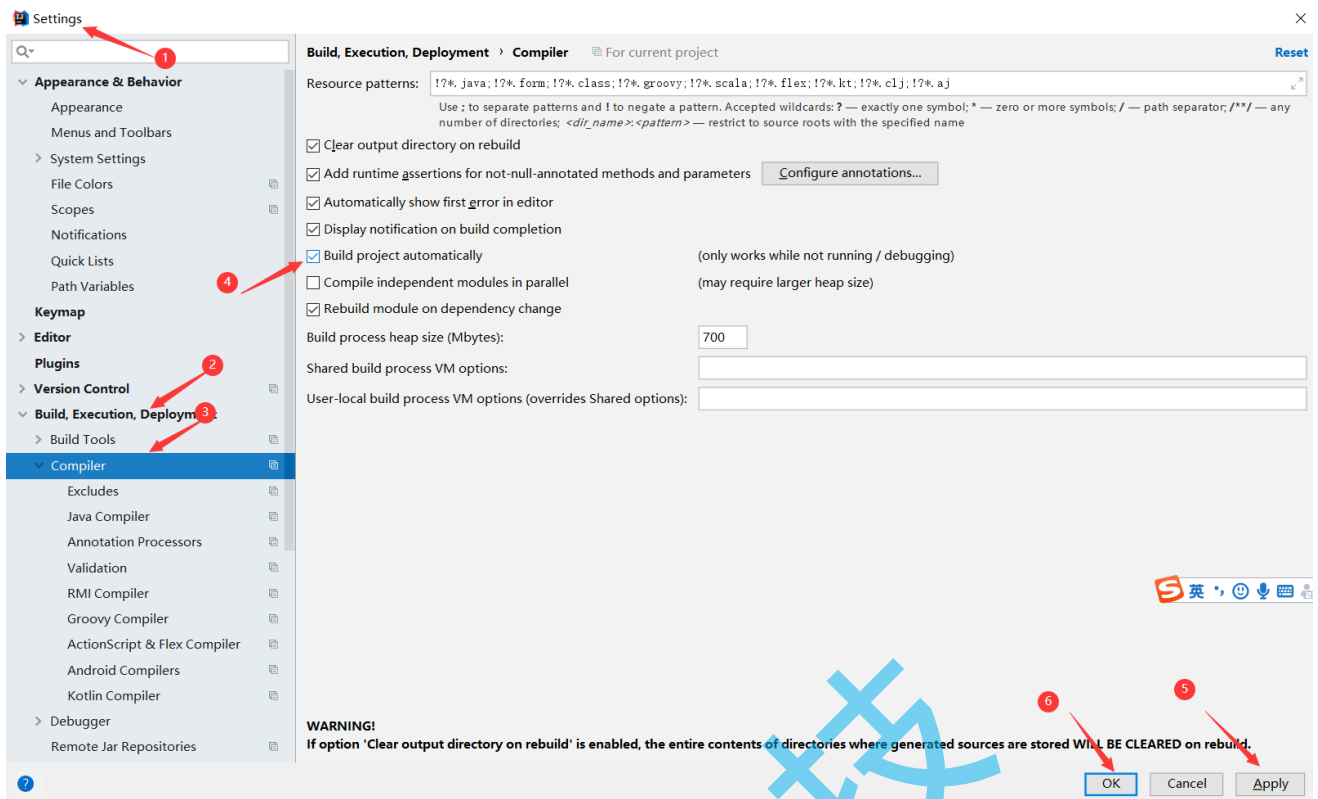 Settings
1
Appearance & Behavior
Appearance
Menus and Toolbars
System Settings
File Colors
Scopes
Notifications
Quick Lists
Path Variables
Keymap
Editor
Plugins
2
Version Control
Build, Execution, Deploym
3
Build Tools
Compiler
Excludes
Java Compiler
Annotation Processors
Validation
RMI Compiler
Groovy Compiler
ActionScript & Flex Compiler
Android Compilers
Kotlin Compiler
Debugger
Remote Jar Repositories
Build, Execution, Deployment › Compiler For current project Reset
Resource patterns: !?*.java;!?*.form;!?*.class;!?*.groovy;!?*.scala;!?*.flex;!?*.kt;!?*.clj;!?*.aj
Use ; to separate patterns and ! to negate a pattern. Accepted wildcards: ? — exactly one symbol; * — zero or more symbols; / — path separator; /**/ — any
number of directories; <dir_name>:<pattern> — restrict to source roots with the specified name
Clear output directory on rebuild
Add runtime assertions for not-null-annotated methods and parameters Configure annotations...
Automatically show first error in editor
Display notification on build completion
Build project automatically (only works while not running / debugging)
4
Compile independent modules in parallel (may require larger heap size)
Rebuild module on dependency change
Build process heap size (Mbytes): 700
Shared build process VM options:
User-local build process VM options (overrides Shared options):
S 英
5
6
WARNING!
If option 'Clear output directory on rebuild' is enabled, the entire contents of directories where generated sources are stored WILL BE CLEARED on rebuild.
? OK Cancel Apply